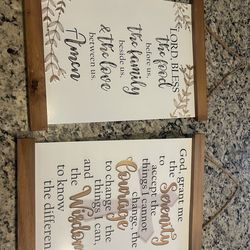 LORD, BLESS
the food
before us,
the family
beside us,
& the love
between us.
Amen
God, grant me
the Serenity
to accept the
things I cannot
change, the
Courage
to change the
things I can,
and
the Wisdom
to know
the difference